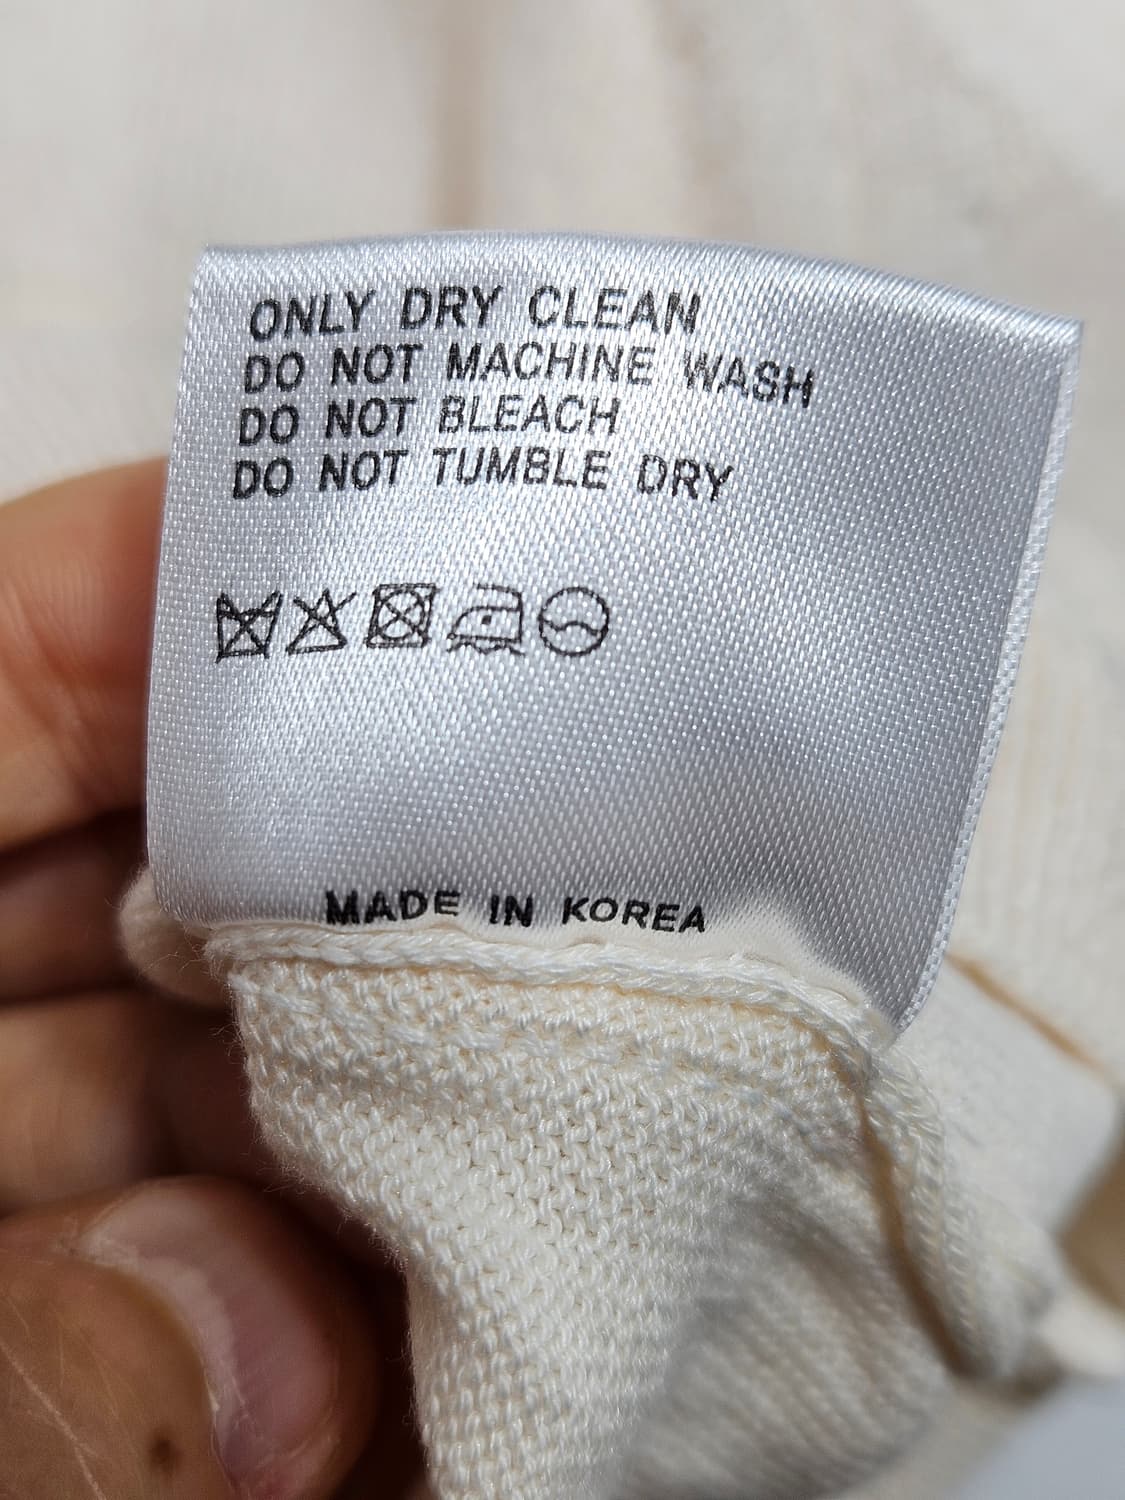 ONLY DRY CLEAN
DO NOT MACHINE WASH
DO NOT BLEACH
DO NOT TUMBLE DRY
MADE IN KOREA